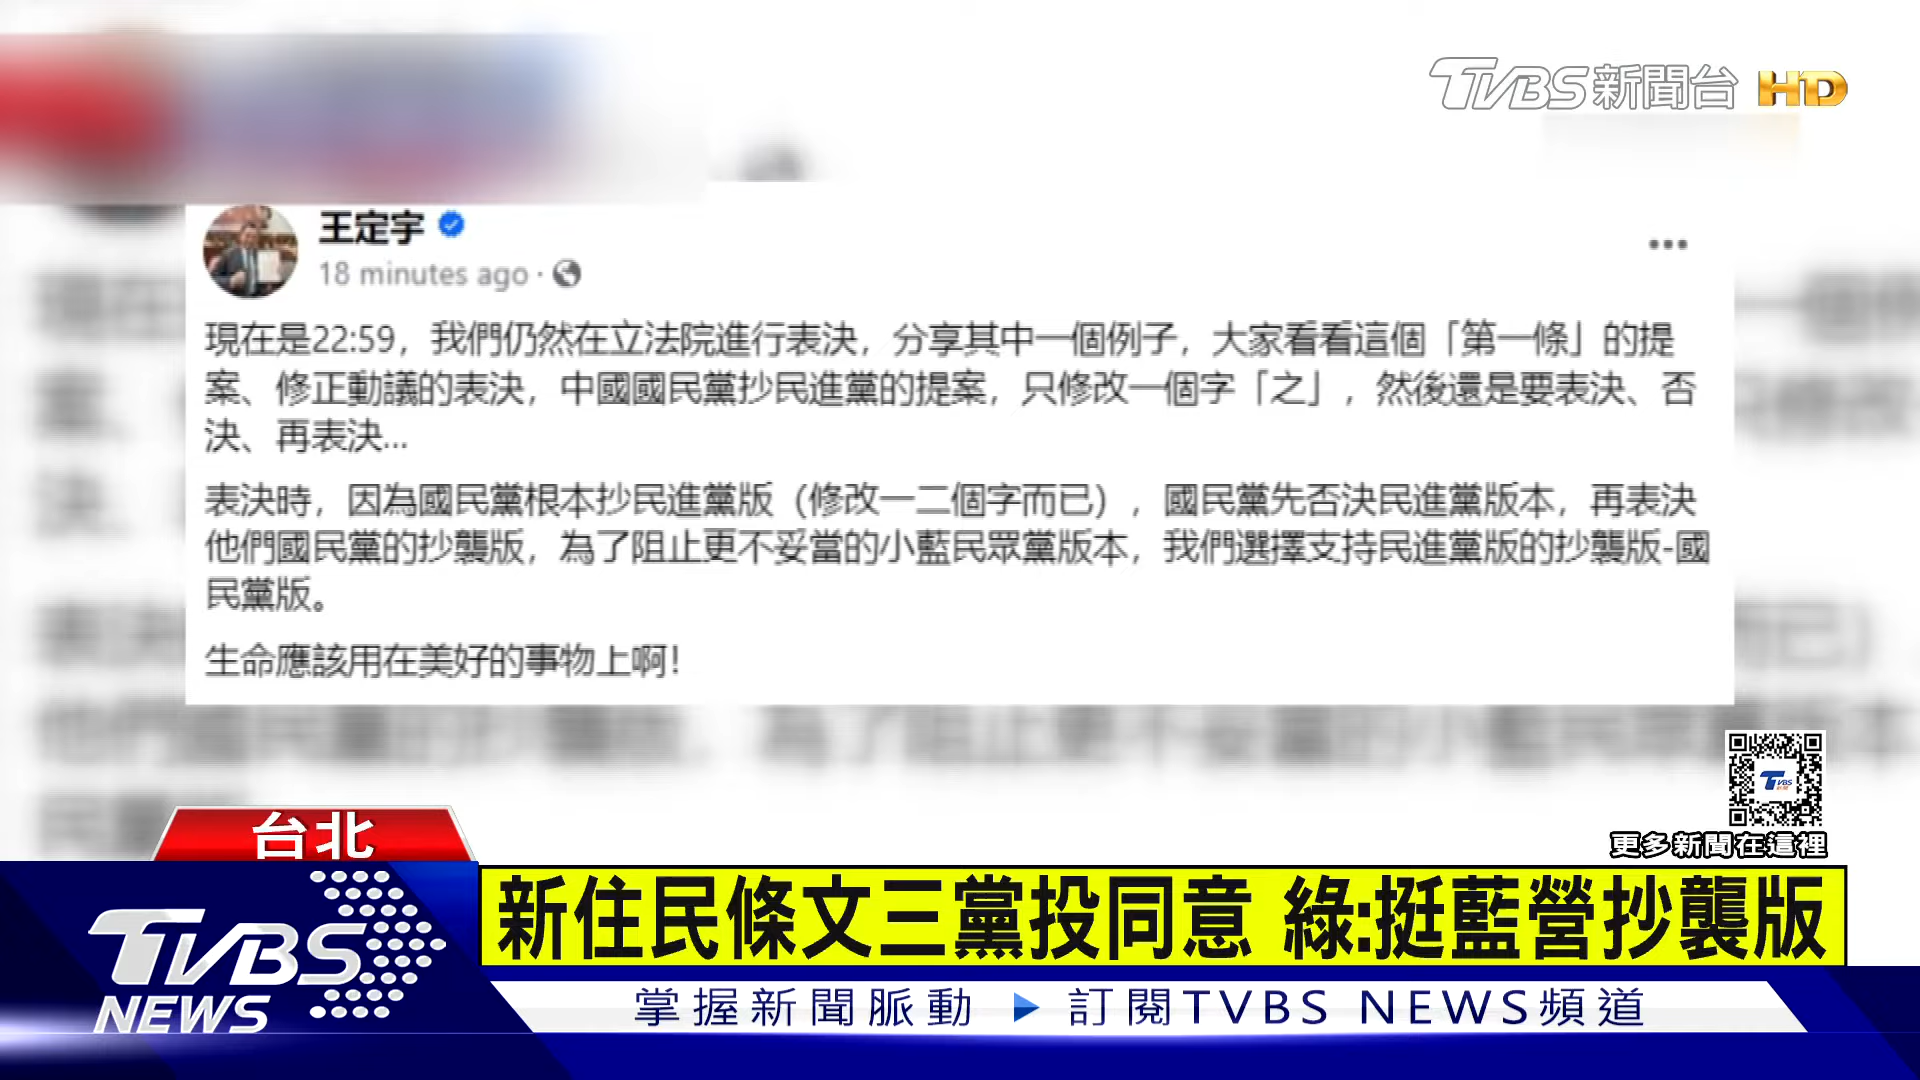 TVBS新聞台 HD
王定宇
18 minutes ago ·
現在是22:59，我們仍然在立法院進行表決，分享其中一個例子，大家看看這個「第一條」的提
案、修正動議的表決，中國國民黨抄民進黨的提案，只修改一個字「之」，然後還是要表決、否
決、再表決...
表決時，因為國民黨根本抄民進黨版（修改一二個字而已），國民黨先否決民進黨版本，再表決
他們國民黨的抄襲版，為了阻止更不妥當的小藍民眾黨版本，我們選擇支持民進黨版的抄襲版-國
民黨版。
生命應該用在美好的事物上啊！
TVBS
新聞
更多新聞在這裡
台北
新住民條文三黨投同意 綠:挺藍營抄襲版
TVBS
NEWS
掌握新聞脈動 ▶ 訂閱TVBS NEWS頻道